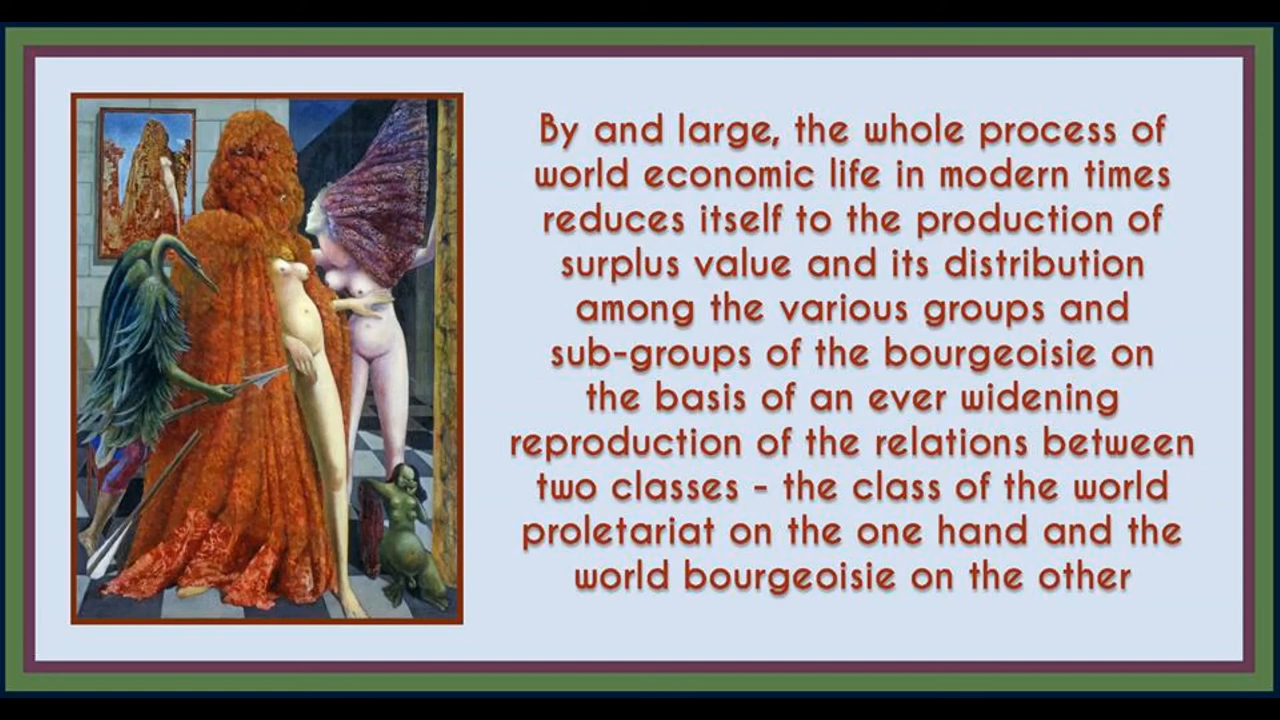 By and large, the whole process of
world economic life in modern times
reduces itself to the production of
surplus value and its distribution
among the various groups and
sub-groups of the bourgeoisie on
the basis of an ever widening
reproduction of the relations between
two classes - the class of the world
proletariat on the one hand and the
world bourgeoisie on the other